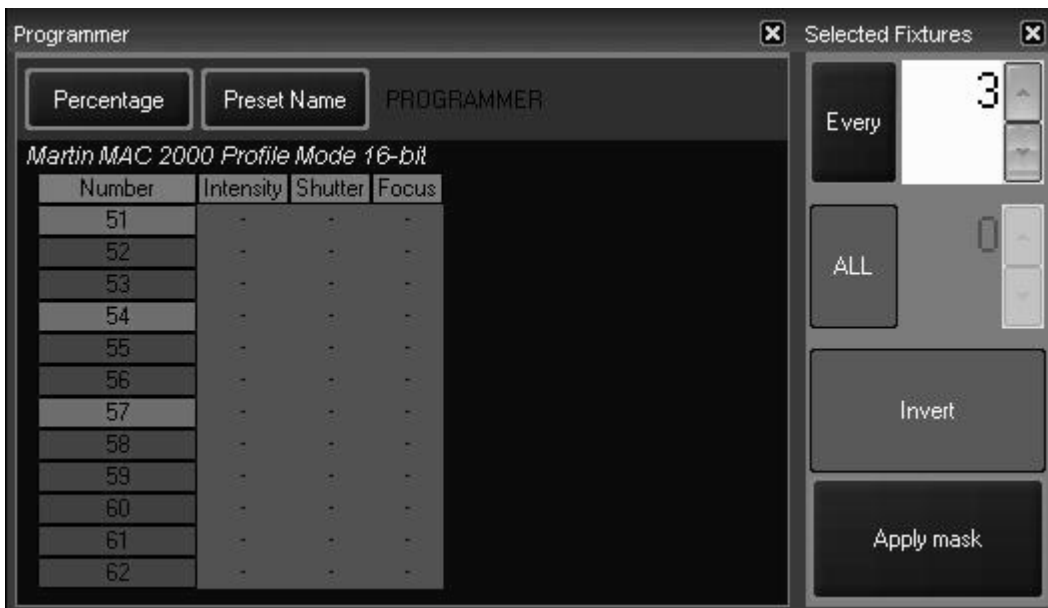 Programmer
Percentage Preset Name PROGRAMMER
Martin MAC 2000 Profile Mode 16-bit
Number Intensity Shutter Focus
51 - - -
52 - - -
53 - - -
54 - - -
55 - - -
56 - - -
57 - - -
58 - - -
59 - - -
60 - - -
61 - - -
62 - - -
Selected Fixtures
Every 3
ALL 0
Invert
Apply mask